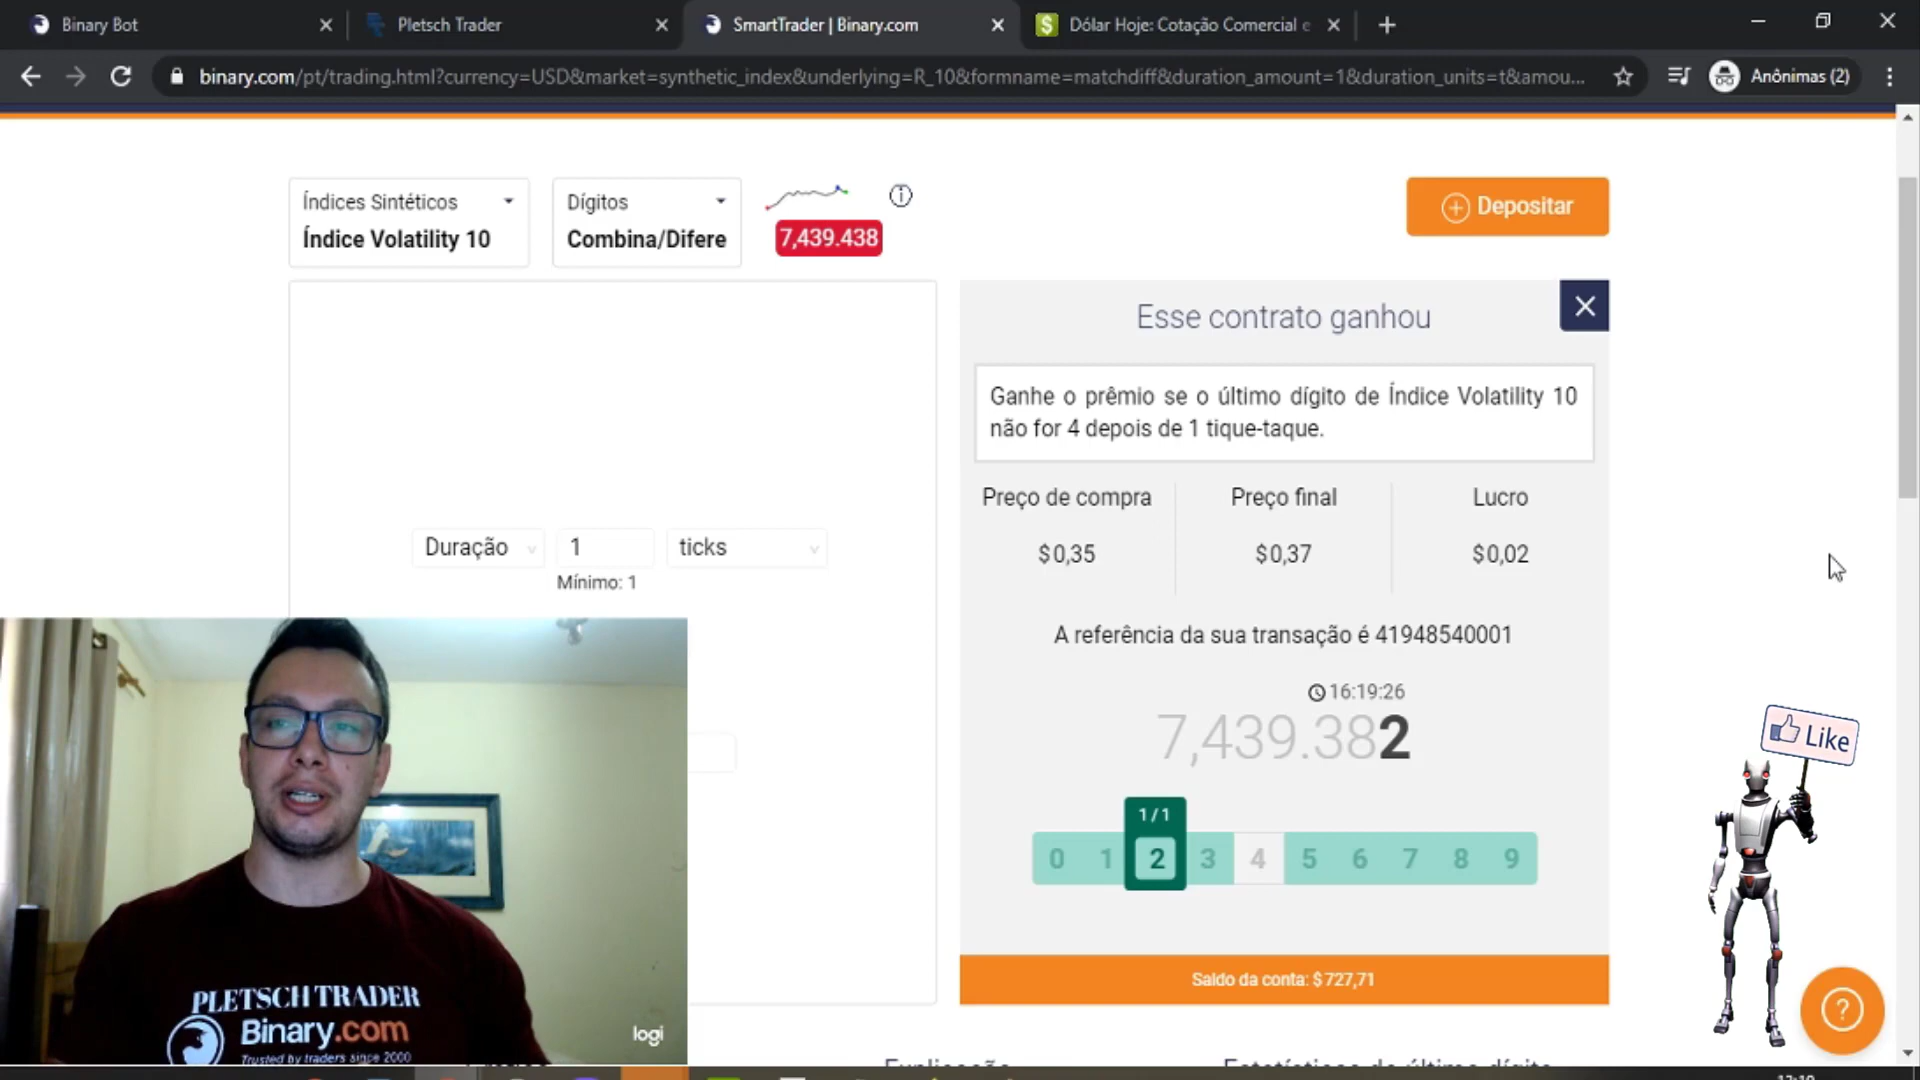 Binary Bot
Pletsch Trader
SmartTrader | Binary.com
Dólar Hoje: Cotação Comercial e
binary.com/pt/trading.html?currency=USD&market=synthetic_index&underlying=R_10&formname=matchdiff&duration_amount=1&duration_units=t&amou...
Anônimas (2)
Índices Sintéticos
Índice Volatility 10
Dígitos
Combina/Difere
7,439.438
Depositar
Esse contrato ganhou
Ganhe o prêmio se o último dígito de Índice Volatility 10
não for 4 depois de 1 tique-taque.
Preço de compra
Preço final
Lucro
$0,35
$0,37
$0,02
Duração
1
ticks
Mínimo: 1
A referência da sua transação é 41948540001
16:19:26
7,439.382
1/1
0 1 2 3 4 5 6 7 8 9
Saldo da conta: $727,71
Like
?
PLETSCH TRADER
Binary.com
Trusted by traders since 2000
logi
Explicação
Estatísticas do último dígito